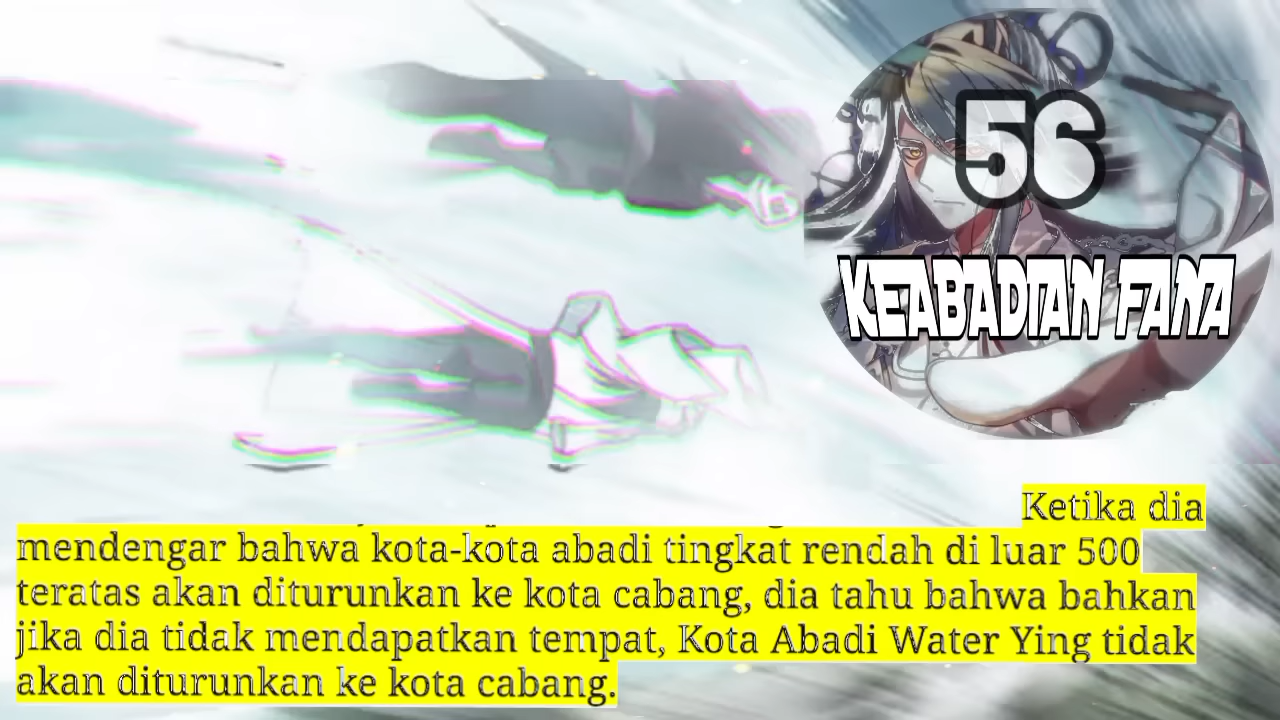 56
KEABADIAN FANA
Ketika dia
mendengar bahwa kota-kota abadi tingkat rendah di luar 500
teratas akan diturunkan ke kota cabang, dia tahu bahwa bahkan
jika dia tidak mendapatkan tempat, Kota Abadi Water Ying tidak
akan diturunkan ke kota cabang.